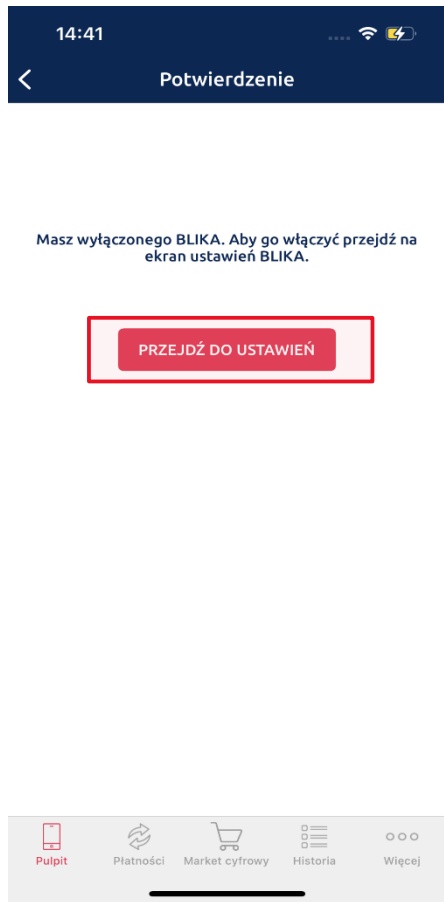 14:41
Potwierdzenie
Masz wyłączonego BLIKA. Aby go włączyć przejdź na
ekran ustawień BLIKA.
PRZEJDŹ DO USTAWIEŃ
Pulpit
Płatności
Market cyfrowy
Historia
Więcej